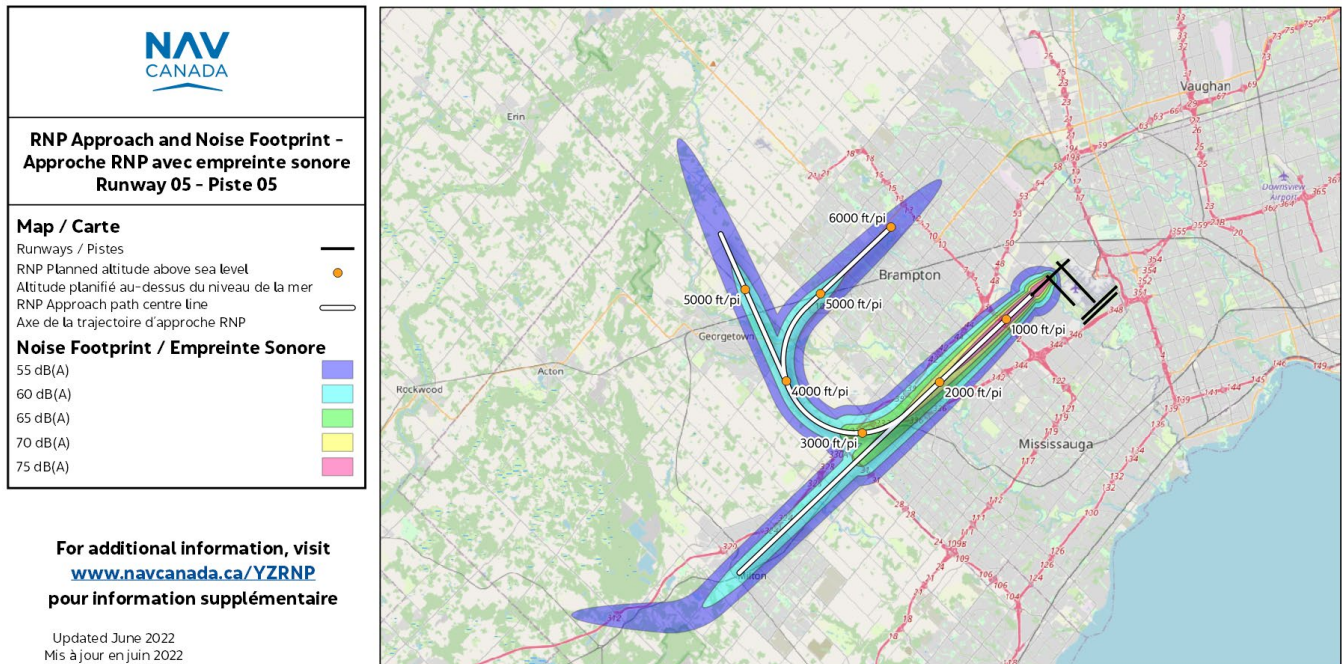 NAV
CANADA
RNP Approach and Noise Footprint -
Approche RNP avec empreinte sonore
Runway 05 - Piste 05
Map / Carte
Runways / Pistes
RNP Planned altitude above sea level
Altitude planifié au-dessus du niveau de la mer
RNP Approach path centre line
Axe de la trajectoire d'approche RNP
Noise Footprint / Empreinte Sonore
55 dB(A)
60 dB(A)
65 dB(A)
70 dB(A)
75 dB(A)
For additional information, visit
www.navcanada.ca/YZRNP
pour information supplémentaire
Updated June 2022
Mis à jour en juin 2022
Vaughan
Erin
Downsview
Airport
6000 ft/pi
Brampton
5000 ft/pi
5000 ft/pi
1000 ft/pi
Georgetown
Acton
Rockwood
4000 ft/pi
2000 ft/pi
3000 ft/pi
Mississauga
Milton